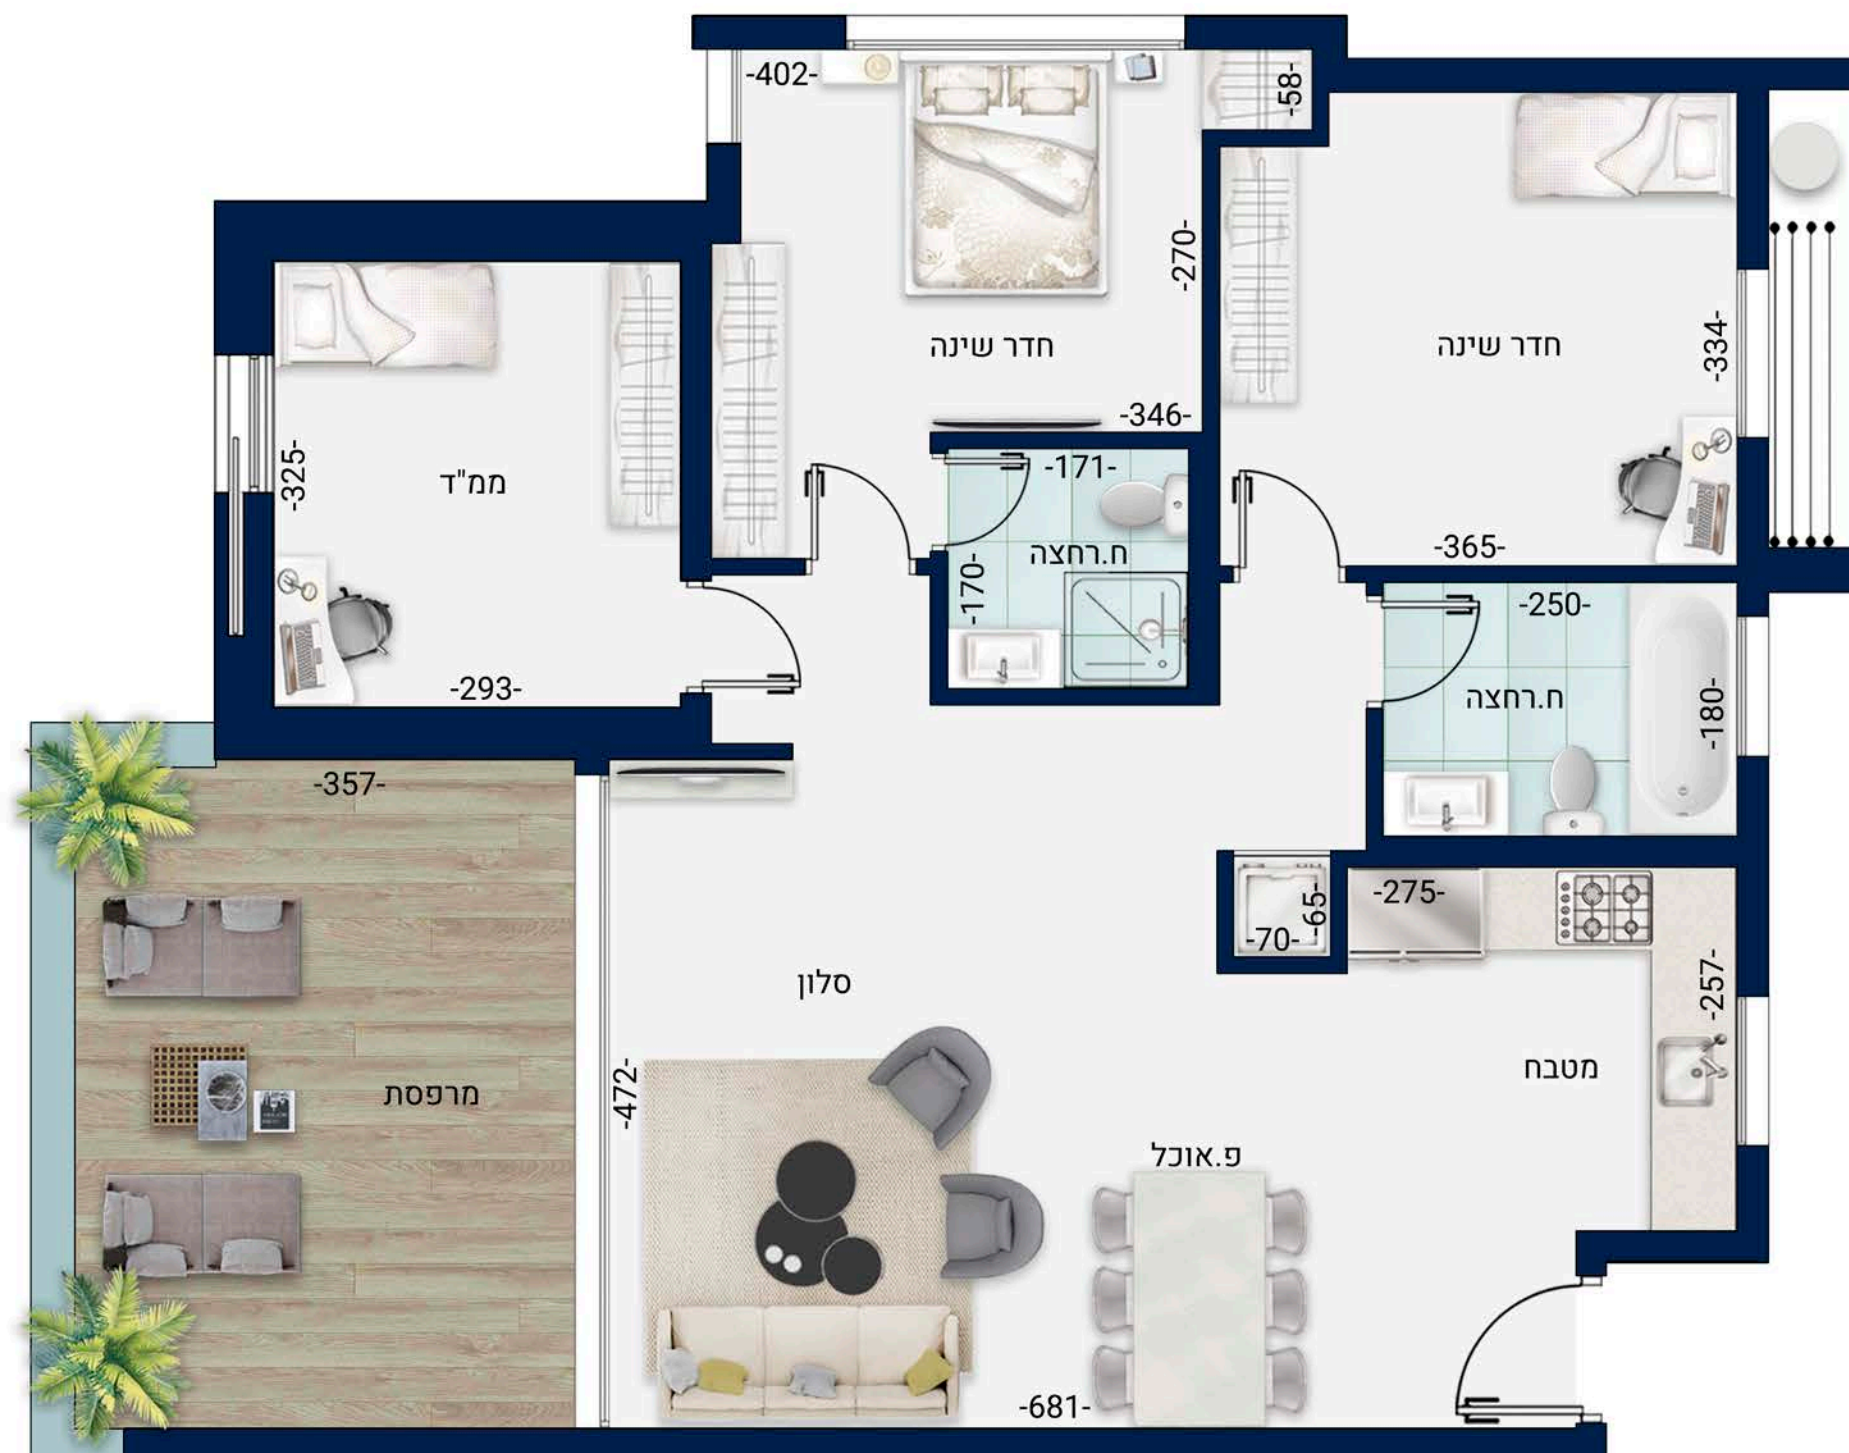 -402-
-58-
-270-
חדר שינה
-346-
חדר שינה
-334-
-365-
ממ"ד
-325-
-293-
-171-
ח.רחצה
-170-
-250-
ח.רחצה
-180-
-357-
מרפסת
סלון
-472-
-70-
-65-
-275-
-257-
מטבח
פ.אוכל
-681-